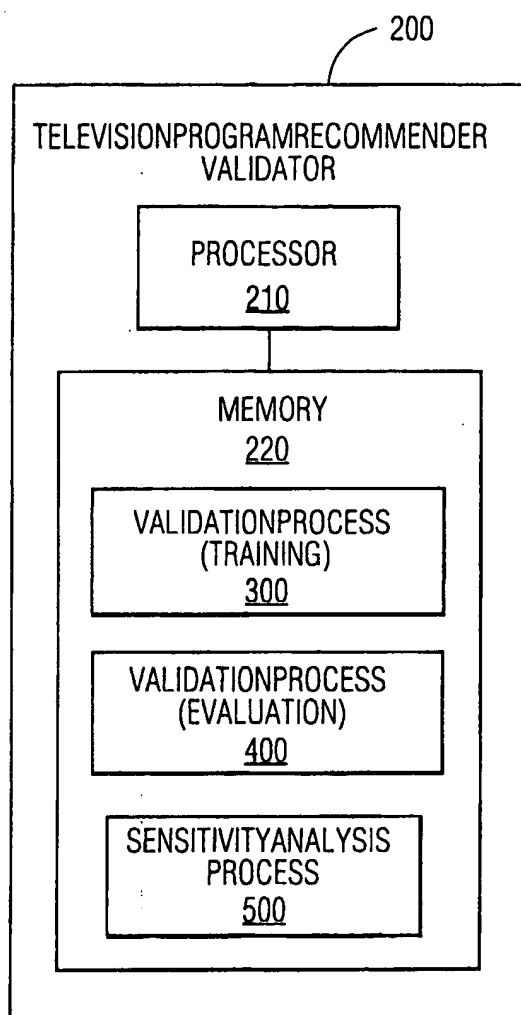 200
TELEVISIONPROGRAMRECOMMENDER
VALIDATOR
PROCESSOR
210
MEMORY
220
VALIDATIONPROCESS
(TRAINING)
300
VALIDATIONPROCESS
(EVALUATION)
400
SENSITIVITYANALYSIS
PROCESS
500